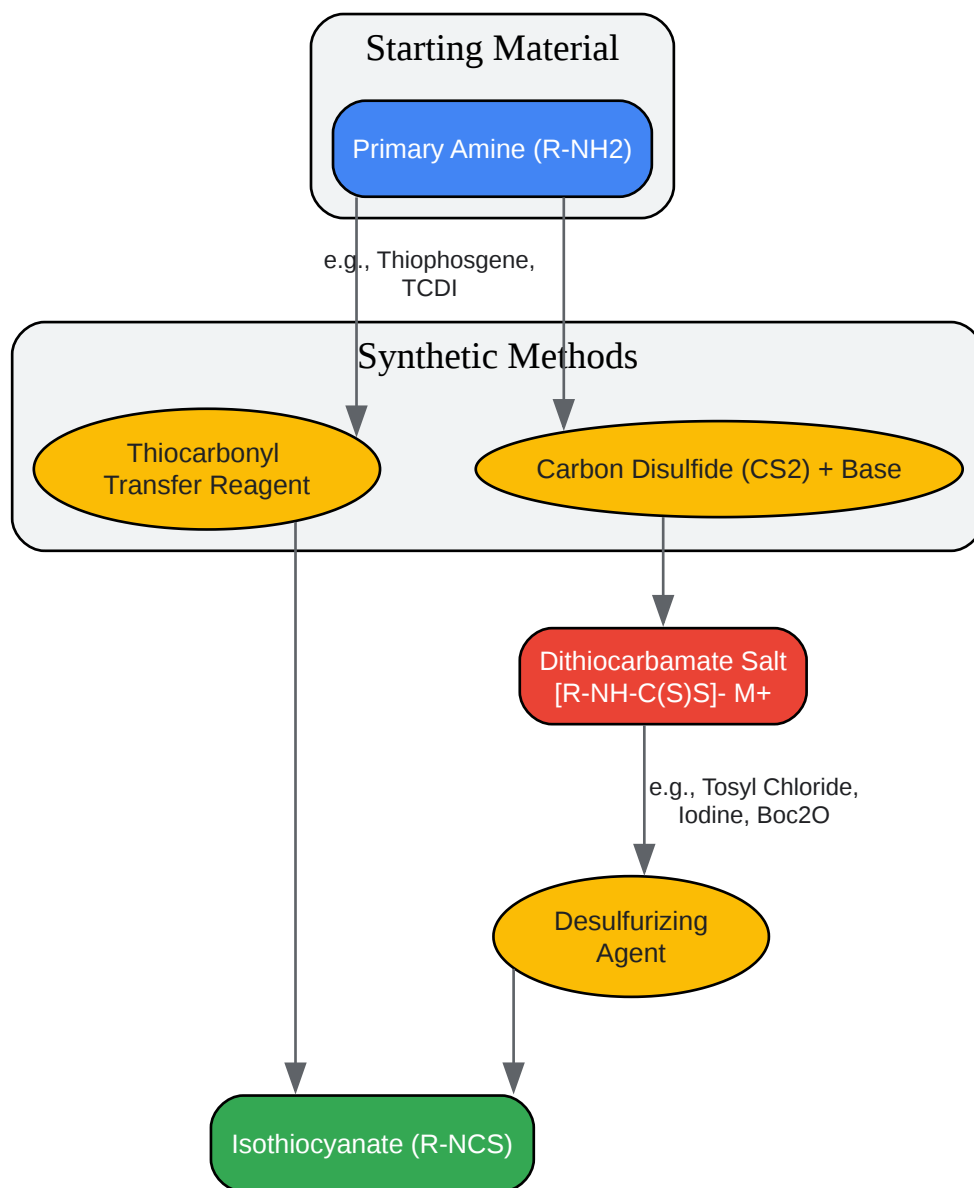 Starting Material
Primary Amine (R-NH2)
e.g., Thiophosgene,
TCDI
Synthetic Methods
Thiocarbonyl
Transfer Reagent
Carbon Disulfide (CS2) + Base
Dithiocarbamate Salt
[R-NH-C(S)S]- M+
e.g., Tosyl Chloride,
Iodine, Boc2O
Desulfurizing
Agent
Isothiocyanate (R-NCS)